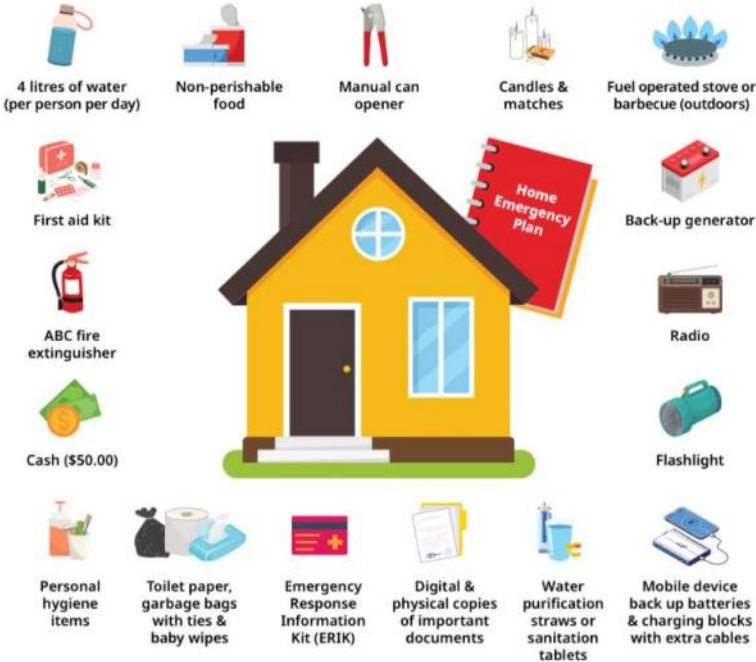 4 litres of water
(per person per day)
Non-perishable
food
Manual can
opener
Candles &
matches
Fuel operated stove or
barbecue (outdoors)
First aid kit
Home
Emergency
Plan
Back-up generator
ABC fire
extinguisher
Radio
Cash ($50.00)
Flashlight
Personal
hygiene
items
Toilet paper,
garbage bags
with ties &
baby wipes
Emergency
Response
Information
Kit (ERIK)
Digital &
physical copies
of important
documents
Water
purification
straws or
sanitation
tablets
Mobile device
back up batteries
& charging blocks
with extra cables